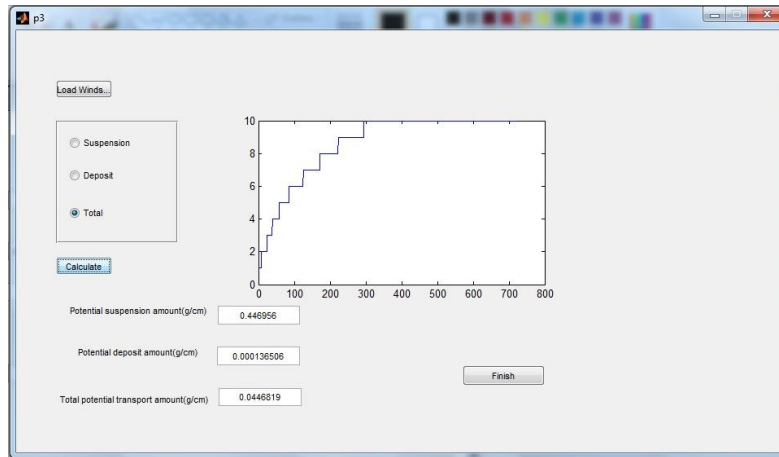 p3
Load Winds...
Suspension
Deposit
Total
Calculate
10
8
6
4
2
0
0 100 200 300 400 500 600 700 800
Potential suspension amount(g/cm) 0.446956
Potential deposit amount(g/cm) 0.000136506
Finish
Total potential transport amount(g/cm) 0.0446819